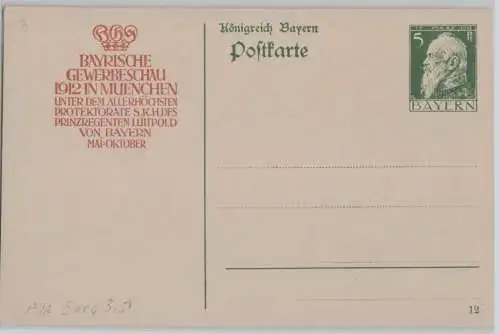 BGS
BAYRISCHE
GEWERBESCHAU
1912 IN MUENCHEN
UNTER DEM ALLERHÖCHSTEN
PROTEKTORATE S.K.H. DES
PRINZREGENTEN LUITPOLD
VON BAYERN
MAI-OKTOBER
Königreich Bayern
Postkarte
5
BAYERN
12